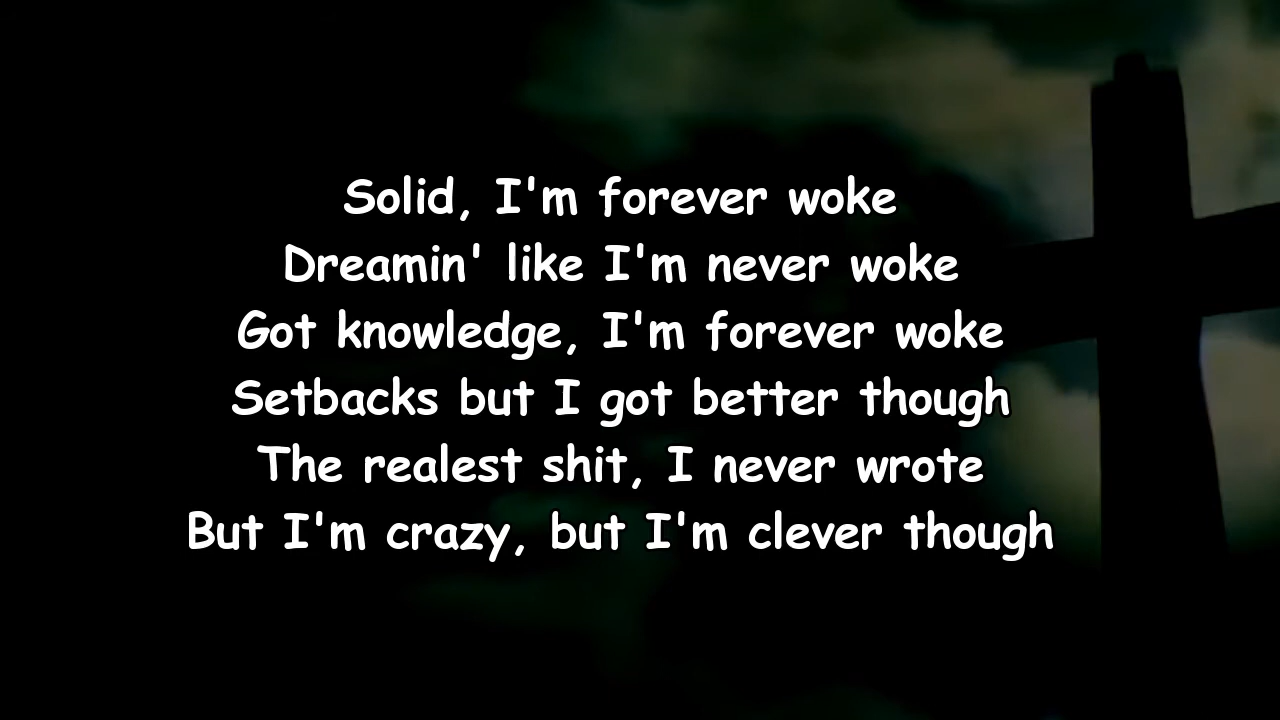 Solid, I'm forever woke
Dreamin' like I'm never woke
Got knowledge, I'm forever woke
Setbacks but I got better though
The realest shit, I never wrote
But I'm crazy, but I'm clever though